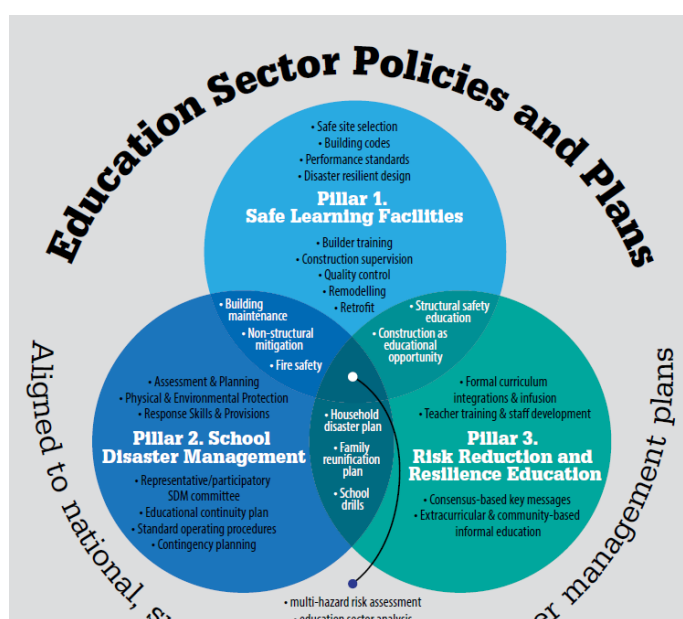 Education Sector Policies and Plans
• Safe site selection
• Building codes
• Performance standards
• Disaster resilient design
Pillar 1.
Safe Learning Facilities
• Builder training
• Construction supervision
• Quality control
• Remodelling
• Retrofit
• Building
maintenance
• Non-structural
mitigation
• Fire safety
• Structural safety
education
• Construction as
educational
opportunity
• Assessment & Planning
• Physical & Environmental Protection
• Response Skills & Provisions
Pillar 2. School
Disaster Management
• Representative/participatory
SDM committee
• Educational continuity plan
• Standard operating procedures
• Contingency planning
• Household
disaster plan
• Family
reunification
plan
• School
drills
• Formal curriculum
integrations & infusion
• Teacher training & staff development
Pillar 3.
Risk Reduction and
Resilience Education
• Consensus-based key messages
• Extracurricular & community-based
informal education
Aligned to national,
management plans
• multi-hazard risk assessment
• education sector analysis